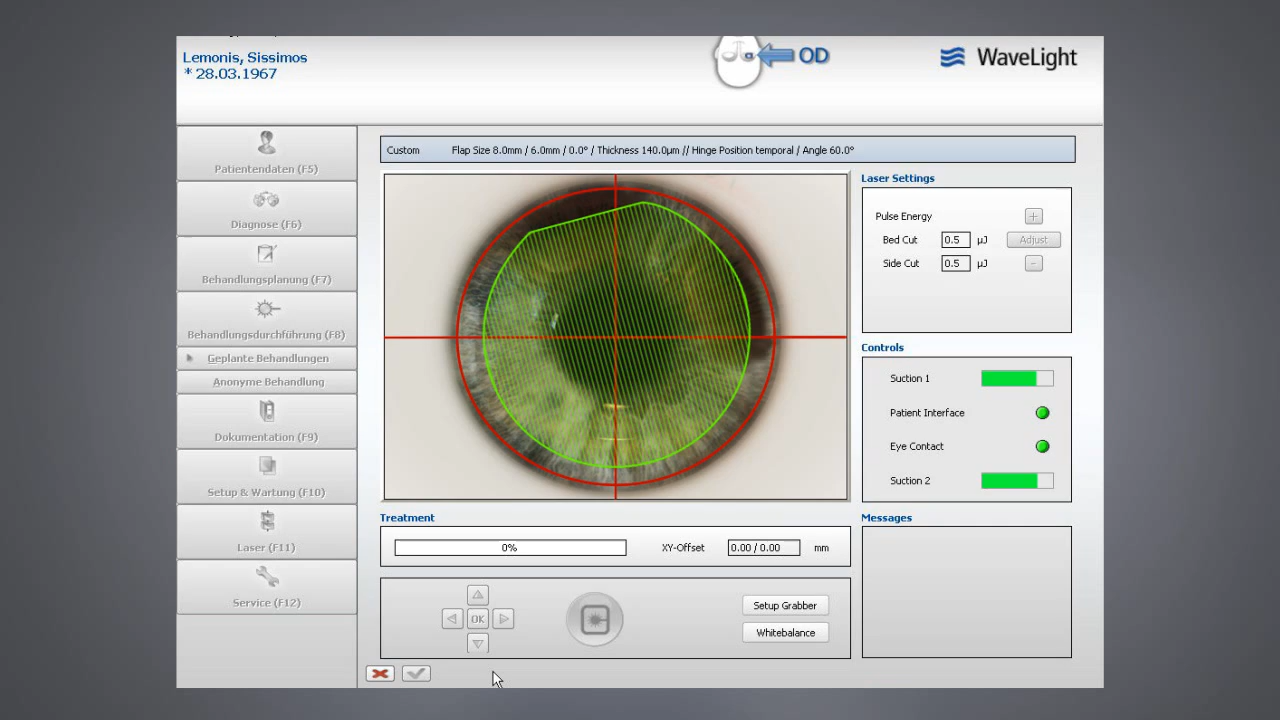 Lemonis, Sissimos
* 28.03.1967
OD
WaveLight
Patientendaten (F5)
Diagnose (F6)
Behandlungsplanung (F7)
Behandlungsdurchführung (F8)
Geplante Behandlungen
Anonyme Behandlung
Dokumentation (F9)
Setup & Wartung (F10)
Laser (F11)
Service (F12)
Custom Flap Size 8.0mm / 6.0mm / 0.0° / Thickness 140.0µm // Hinge Position temporal / Angle 60.0°
Laser Settings
Pulse Energy +
Bed Cut 0.5 µJ Adjust
Side Cut 0.5 µJ -
Controls
Suction 1
Patient Interface
Eye Contact
Suction 2
Treatment
0% XY-Offset 0.00 / 0.00 mm
OK
Setup Grabber
Whitebalance
Messages